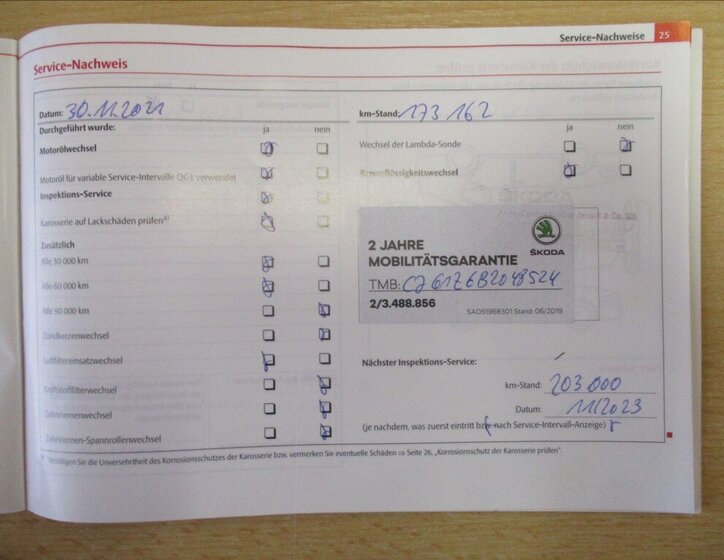 Service-Nachweise 25
Service-Nachweis
Datum: 30.11.2021
km-Stand: 173 162
Durchgeführt wurde: ja nein
ja nein
Motorölwechsel
Wechsel der Lambda-Sonde
Motoröl für variable Service-Intervalle QG1 verwendet
Bremsflüssigkeitswechsel
Inspektions-Service
Karosserie auf Lackschäden prüfen
Zusätzlich
Alle 30 000 km
Alle 60 000 km
Alle 90 000 km
Zündkerzenwechsel
Luftfiltereinsatzwechsel
Kraftstofffilterwechsel
Zahnriemenwechsel
Zahnriemen-Spannrollenwechsel
ŠKODA
2 JAHRE
MOBILITÄTSGARANTIE
TMB:
2/3.488.856
SAD51968301 Stand: 06/2019
Nächster Inspektions-Service:
km-Stand: 203.000
Datum: 11/2023
(je nachdem, was zuerst eintritt bzw. nach Service-Intervall-Anzeige)
Bestätigen Sie die Unversehrtheit des Korrosionsschutzes der Karosserie bzw. vermerken Sie eventuelle Schäden ⇒ Seite 26, „Korrosionsschutz der Karosserie prüfen".